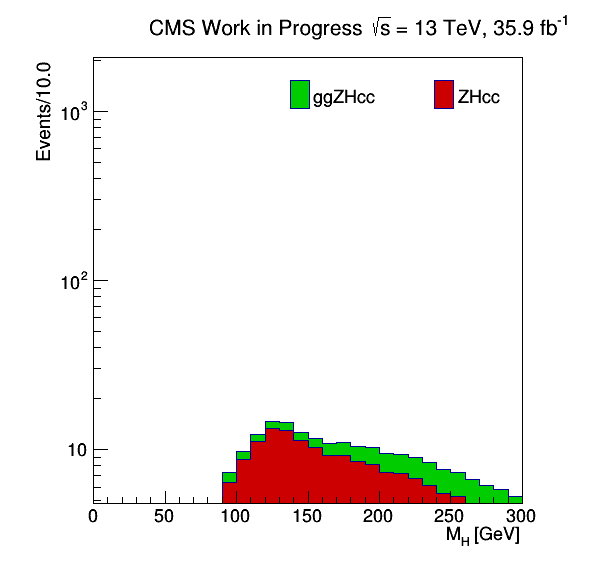 CMS Work in Progress √s = 13 TeV, 35.9 fb⁻¹
Events/10.0
ggZHcc ZHcc
10³
10²
10
0 50 100 150 200 250 300
M_H [GeV]